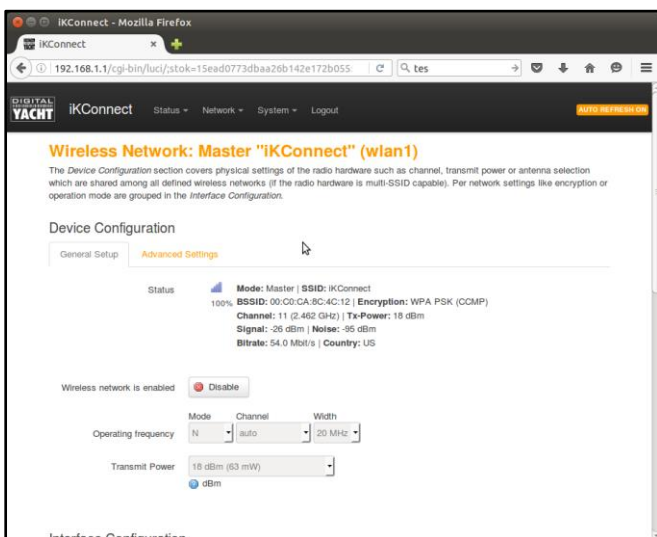 iKConnect - Mozilla Firefox
iKConnect × +
192.168.1.1/cgi-bin/luci/;stok=15ead0773dbaa26b142e172b055 tes
DIGITAL YACHT iKConnect Status Network System Logout AUTO REFRESH ON
Wireless Network: Master "iKConnect" (wlan1)
The Device Configuration section covers physical settings of the radio hardware such as channel, transmit power or antenna selection
which are shared among all defined wireless networks (if the radio hardware is multi-SSID capable). Per network settings like encryption or
operation mode are grouped in the Interface Configuration.
Device Configuration
General Setup Advanced Settings
Status
100%
Mode: Master | SSID: iKConnect
BSSID: 00:C0:CA:8C:4C:12 | Encryption: WPA PSK (CCMP)
Channel: 11 (2.462 GHz) | Tx-Power: 18 dBm
Signal: -26 dBm | Noise: -95 dBm
Bitrate: 54.0 Mbit/s | Country: US
Wireless network is enabled Disable
Mode Channel Width
Operating frequency N auto 20 MHz
Transmit Power 18 dBm (63 mW)
dBm
Interface Configuration